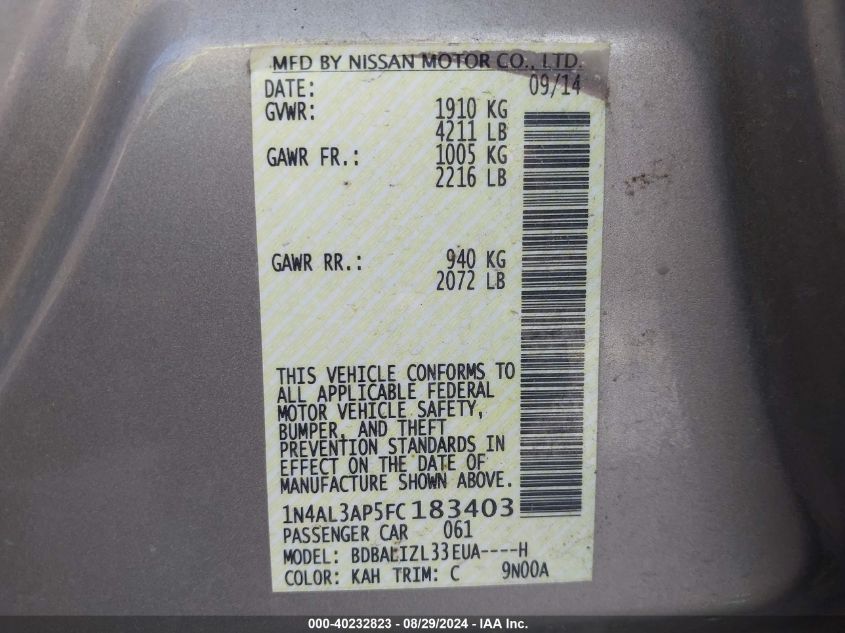 MFD BY NISSAN MOTOR CO., LTD.
DATE: 09/14
GVWR: 1910 KG
4211 LB
GAWR FR.: 1005 KG
2216 LB
GAWR RR.: 940 KG
2072 LB
THIS VEHICLE CONFORMS TO
ALL APPLICABLE FEDERAL
MOTOR VEHICLE SAFETY,
BUMPER, AND THEFT
PREVENTION STANDARDS IN
EFFECT ON THE DATE OF
MANUFACTURE SHOWN ABOVE.
1N4AL3AP5FC183403
PASSENGER CAR 061
MODEL: BDBALIZL33EUA----H
COLOR: KAH TRIM: C 9N00A
000-40232823 - 08/29/2024 - IAA Inc.